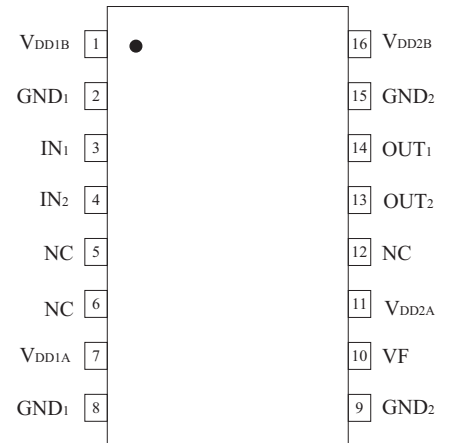 VDD1B 1 16 VDD2B
GND1 2 15 GND2
IN1 3 14 OUT1
IN2 4 13 OUT2
NC 5 12 NC
NC 6 11 VDD2A
VDD1A 7 10 VF
GND1 8 9 GND2